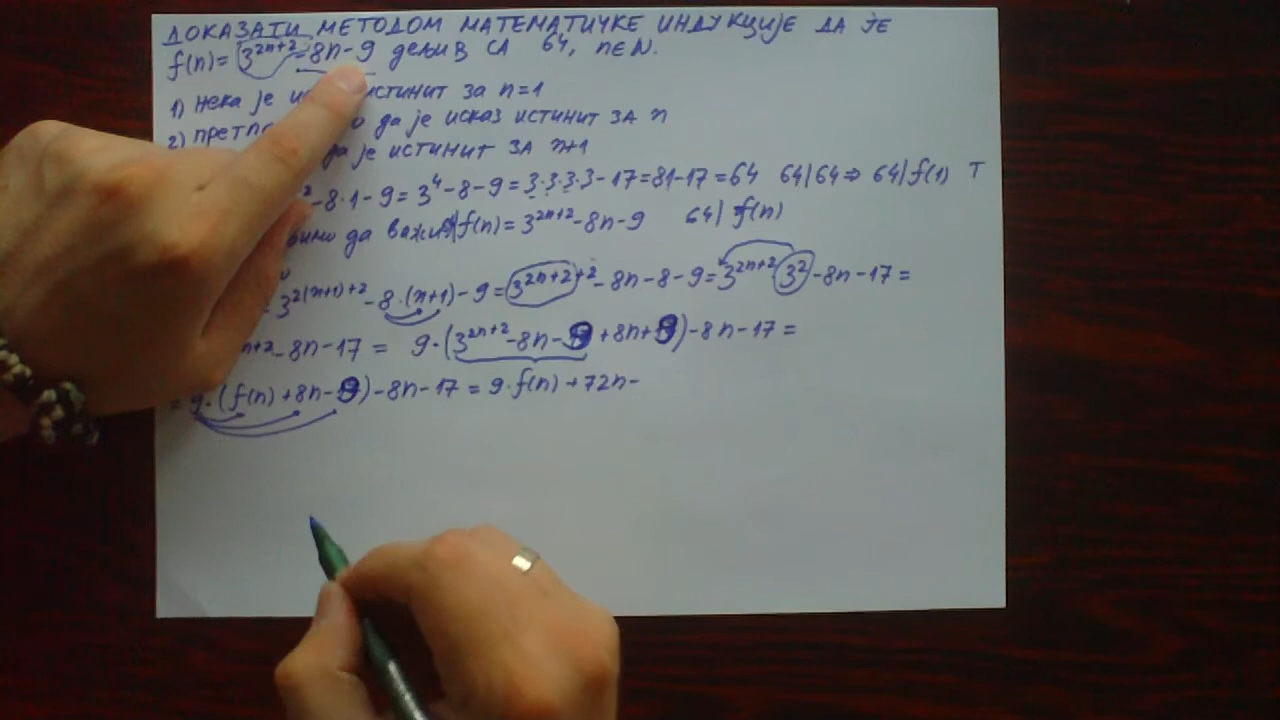 ДОКАЗАТИ МЕТОДОМ МАТЕМАТИЧКЕ ИНДУКЦИЈЕ ДА ЈЕ
f(n) = 3^{2n+2} - 8n - 9 дељив СА 64, n ∈ N.
1) нека је истинит за n = 1
2) да је исказ истинит ЗА n
да је истинит ЗА n+1
- 8·1 - 9 = 3^4 - 8 - 9 = 3·3·3·3 - 17 = 81 - 17 = 64 64|64 ⇒ 64|f(1) T
да важи f(n) = 3^{2n+2} - 8n - 9 64|f(n)
= 3^{2(n+1)+2} - 8·(n+1) - 9 = 3^{2n+2+2} - 8n - 8 - 9 = 3^{2n+2}·3^2 - 8n - 17 =
- 8n - 17 = 9·(3^{2n+2} - 8n - 9 + 8n + 9) - 8n - 17 =
= 9·(f(n) + 8n - 9) - 8n - 17 = 9·f(n) + 72n -